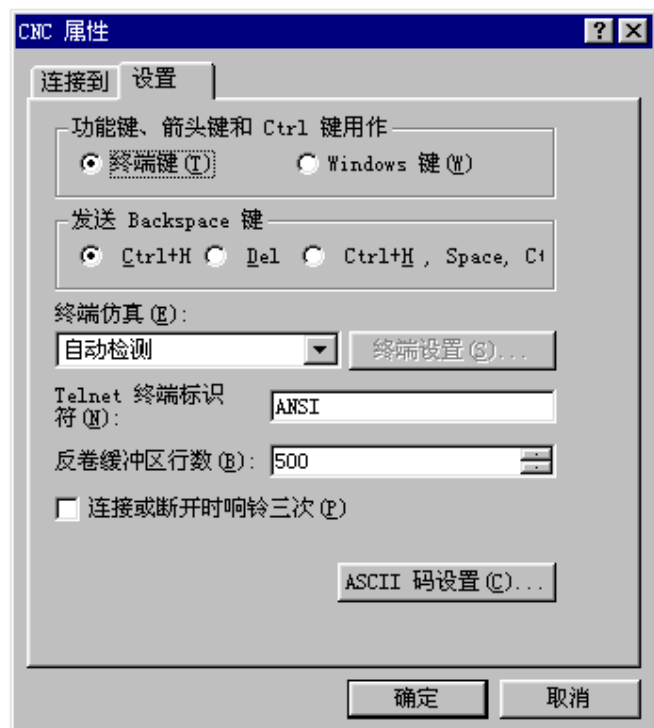 CNC 属性
连接到 设置
功能键、箭头键和 Ctrl 键用作
终端键(T) Windows 键(W)
发送 Backspace 键
Ctrl+H Del Ctrl+H , Space, Ct
终端仿真(E):
自动检测 终端设置(S)...
Telnet 终端标识
符(N): ANSI
反卷缓冲区行数(B): 500
连接或断开时响铃三次(P)
ASCII 码设置(C)...
确定 取消